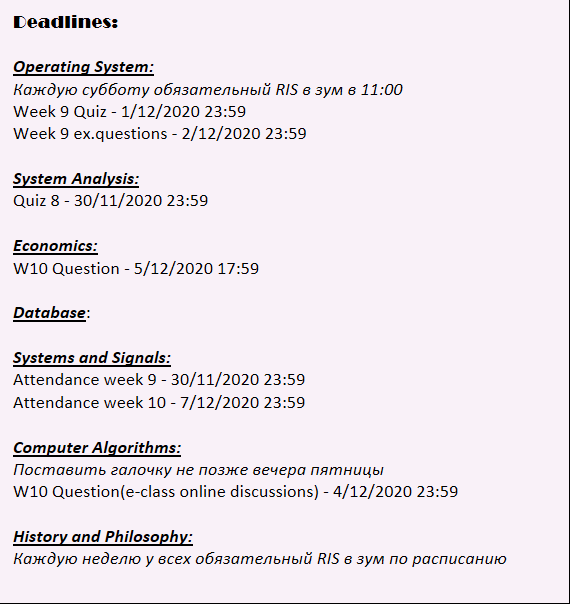 Deadlines:
Operating System:
Каждую субботу обязательный RIS в зум в 11:00
Week 9 Quiz - 1/12/2020 23:59
Week 9 ex.questions - 2/12/2020 23:59
System Analysis:
Quiz 8 - 30/11/2020 23:59
Economics:
W10 Question - 5/12/2020 17:59
Database:
Systems and Signals:
Attendance week 9 - 30/11/2020 23:59
Attendance week 10 - 7/12/2020 23:59
Computer Algorithms:
Поставить галочку не позже вечера пятницы
W10 Question(e-class online discussions) - 4/12/2020 23:59
History and Philosophy:
Каждую неделю у всех обязательный RIS в зум по расписанию